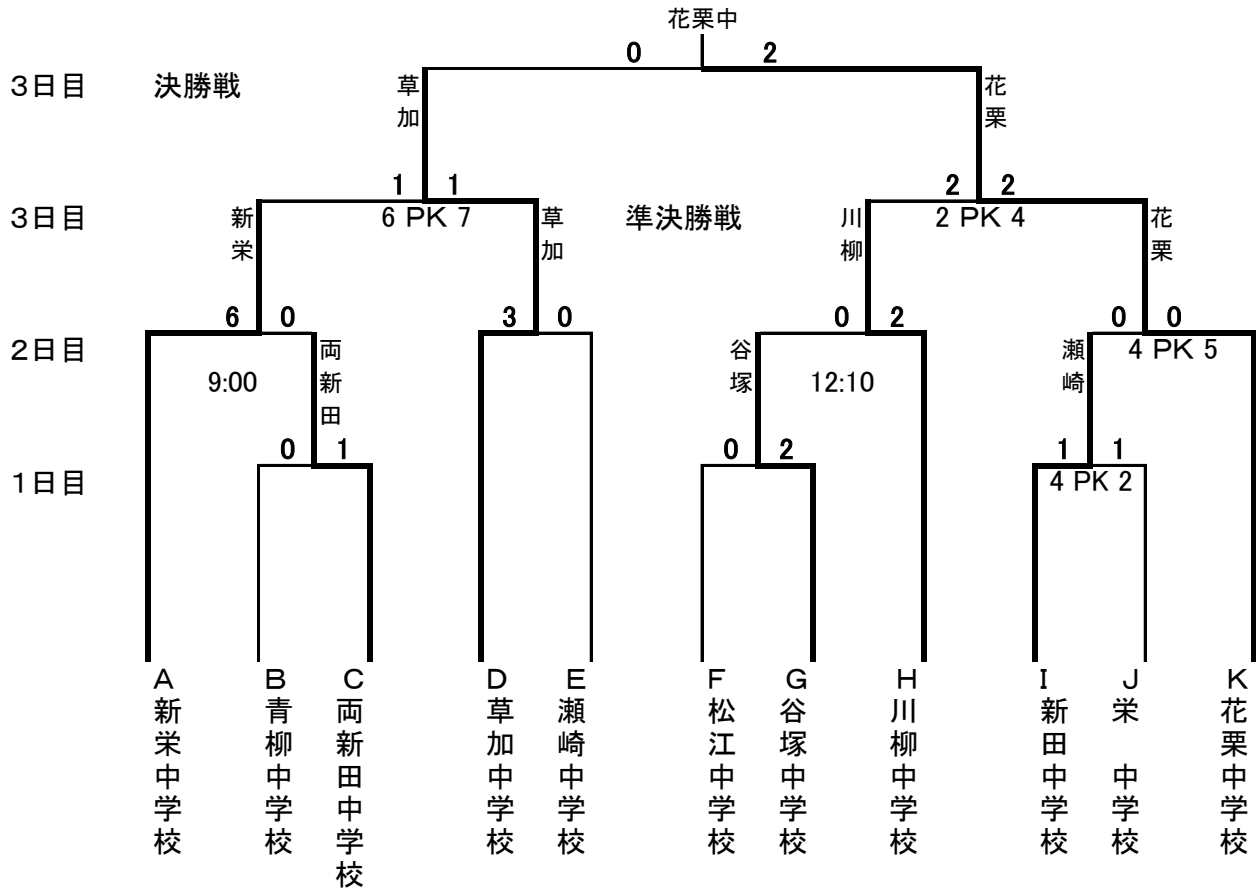 花栗中
0 2
3日目 決勝戦 草加 花栗
1 1 2 2
3日目 新栄 6 PK 7 草加 準決勝戦 川柳 2 PK 4 花栗
6 0 3 0 0 2 0 0
2日目 両新田 谷塚 瀬崎 4 PK 5
9:00 12:10
0 1 0 2 1 1
1日目 4 PK 2
A 新栄中学校
B 青柳中学校
C 両新田中学校
D 草加中学校
E 瀬崎中学校
F 松江中学校
G 谷塚中学校
H 川柳中学校
I 新田中学校
J 栄 中学校
K 花栗中学校